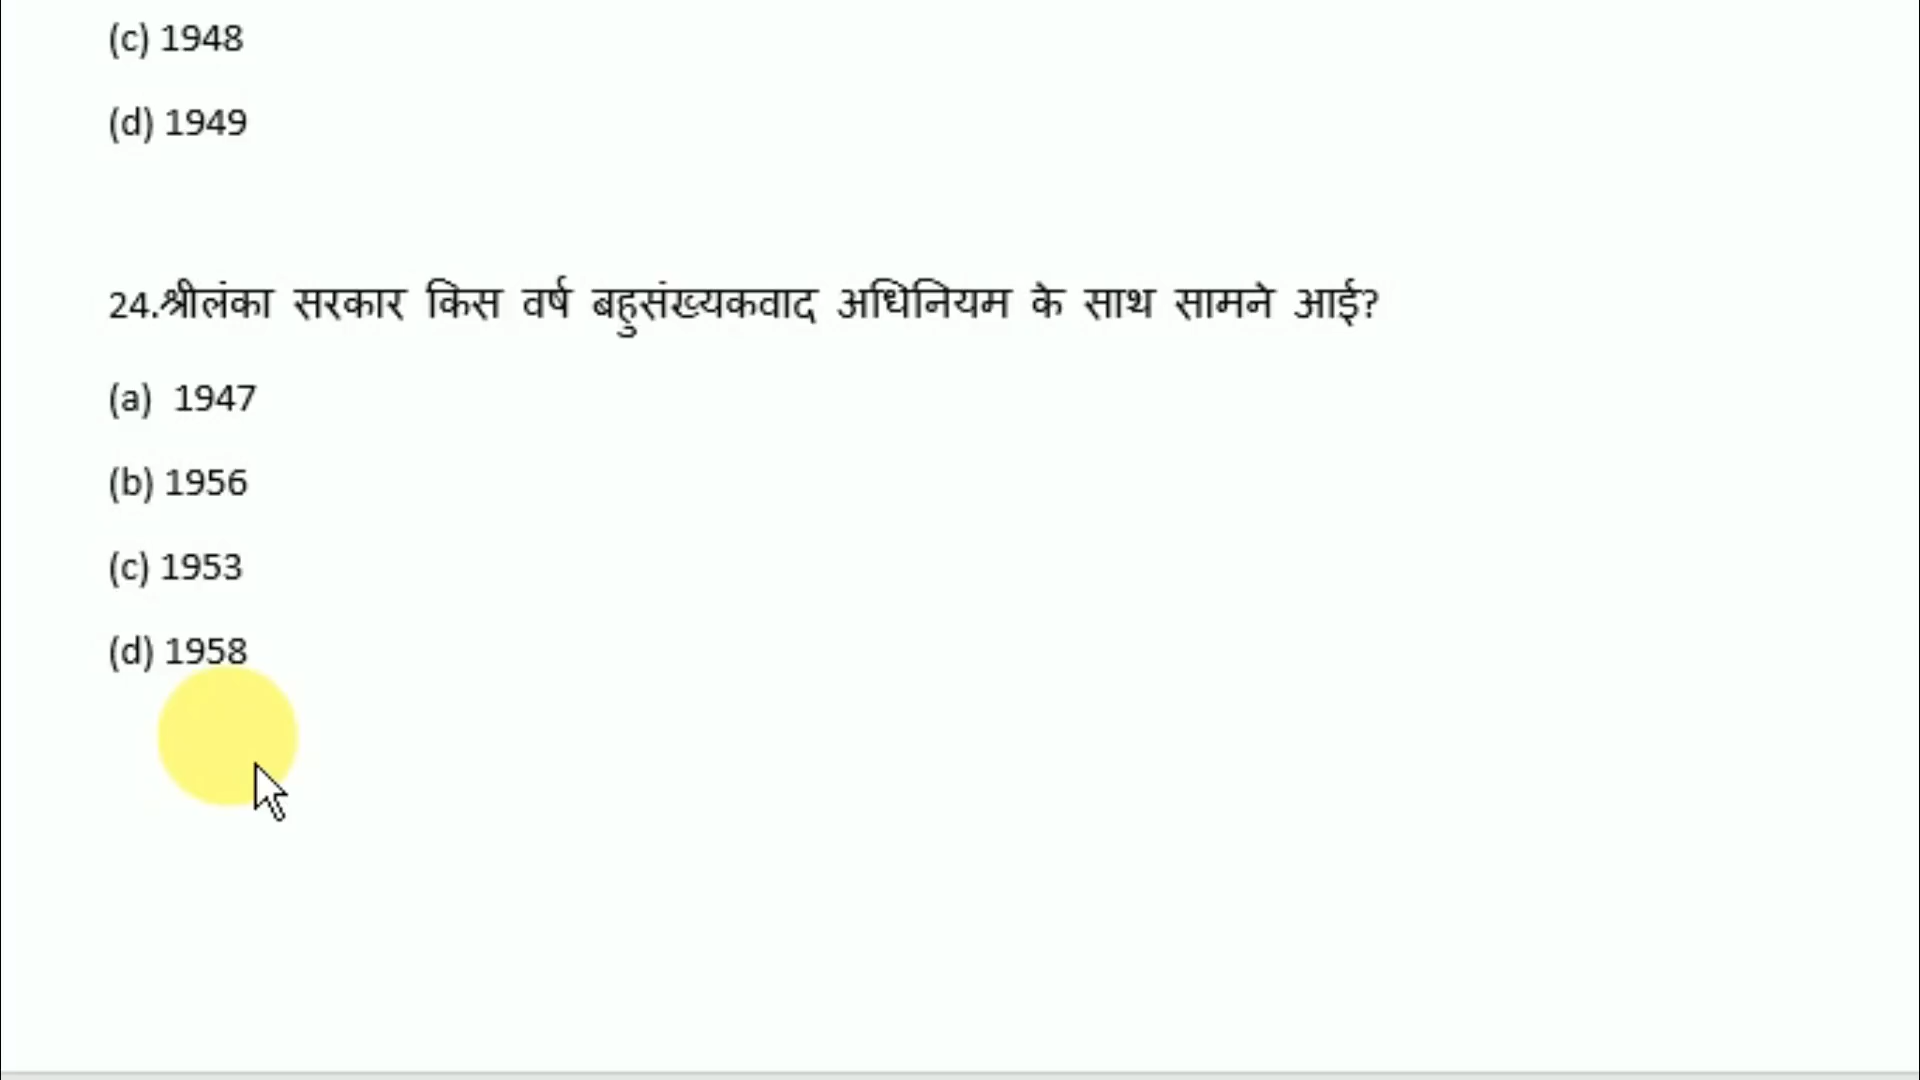 (c) 1948
(d) 1949
24.श्रीलंका सरकार किस वर्ष बहुसंख्यकवाद अधिनियम के साथ सामने आई?
(a) 1947
(b) 1956
(c) 1953
(d) 1958